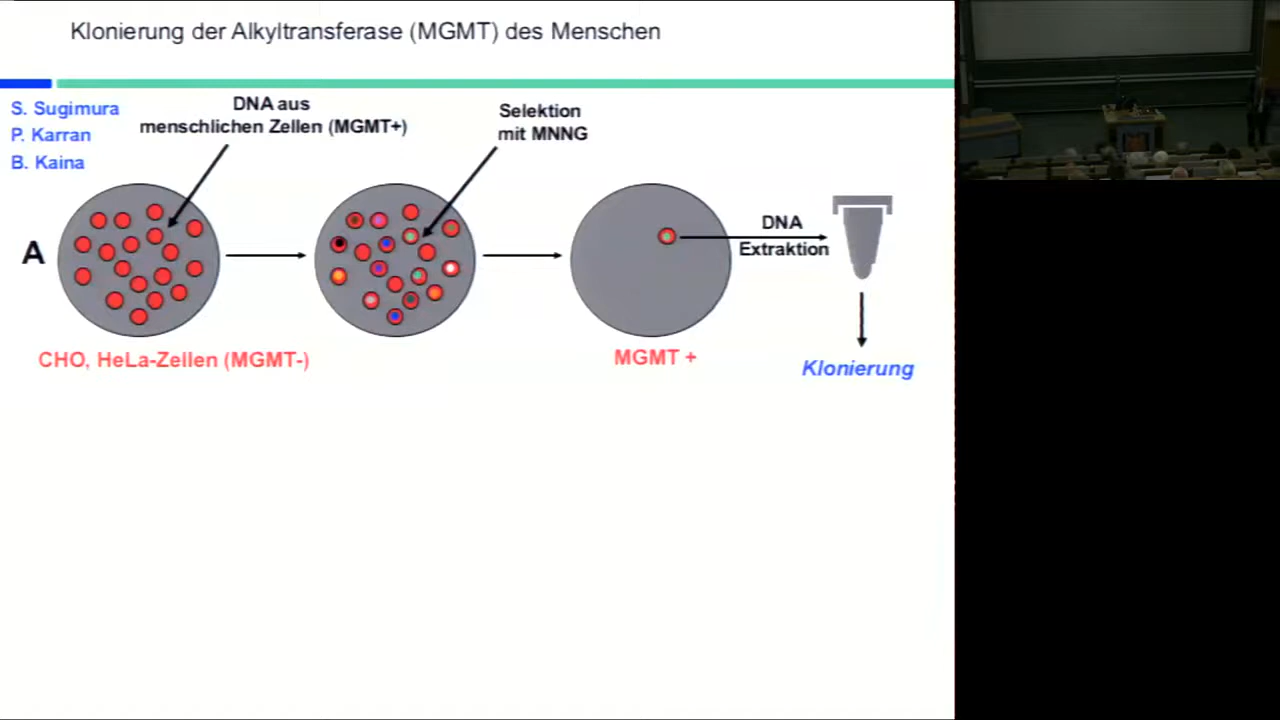 Klonierung der Alkyltransferase (MGMT) des Menschen
S. Sugimura
P. Karran
B. Kaina
DNA aus
menschlichen Zellen (MGMT+)
Selektion
mit MNNG
A
DNA
Extraktion
CHO, HeLa-Zellen (MGMT-)
MGMT +
Klonierung